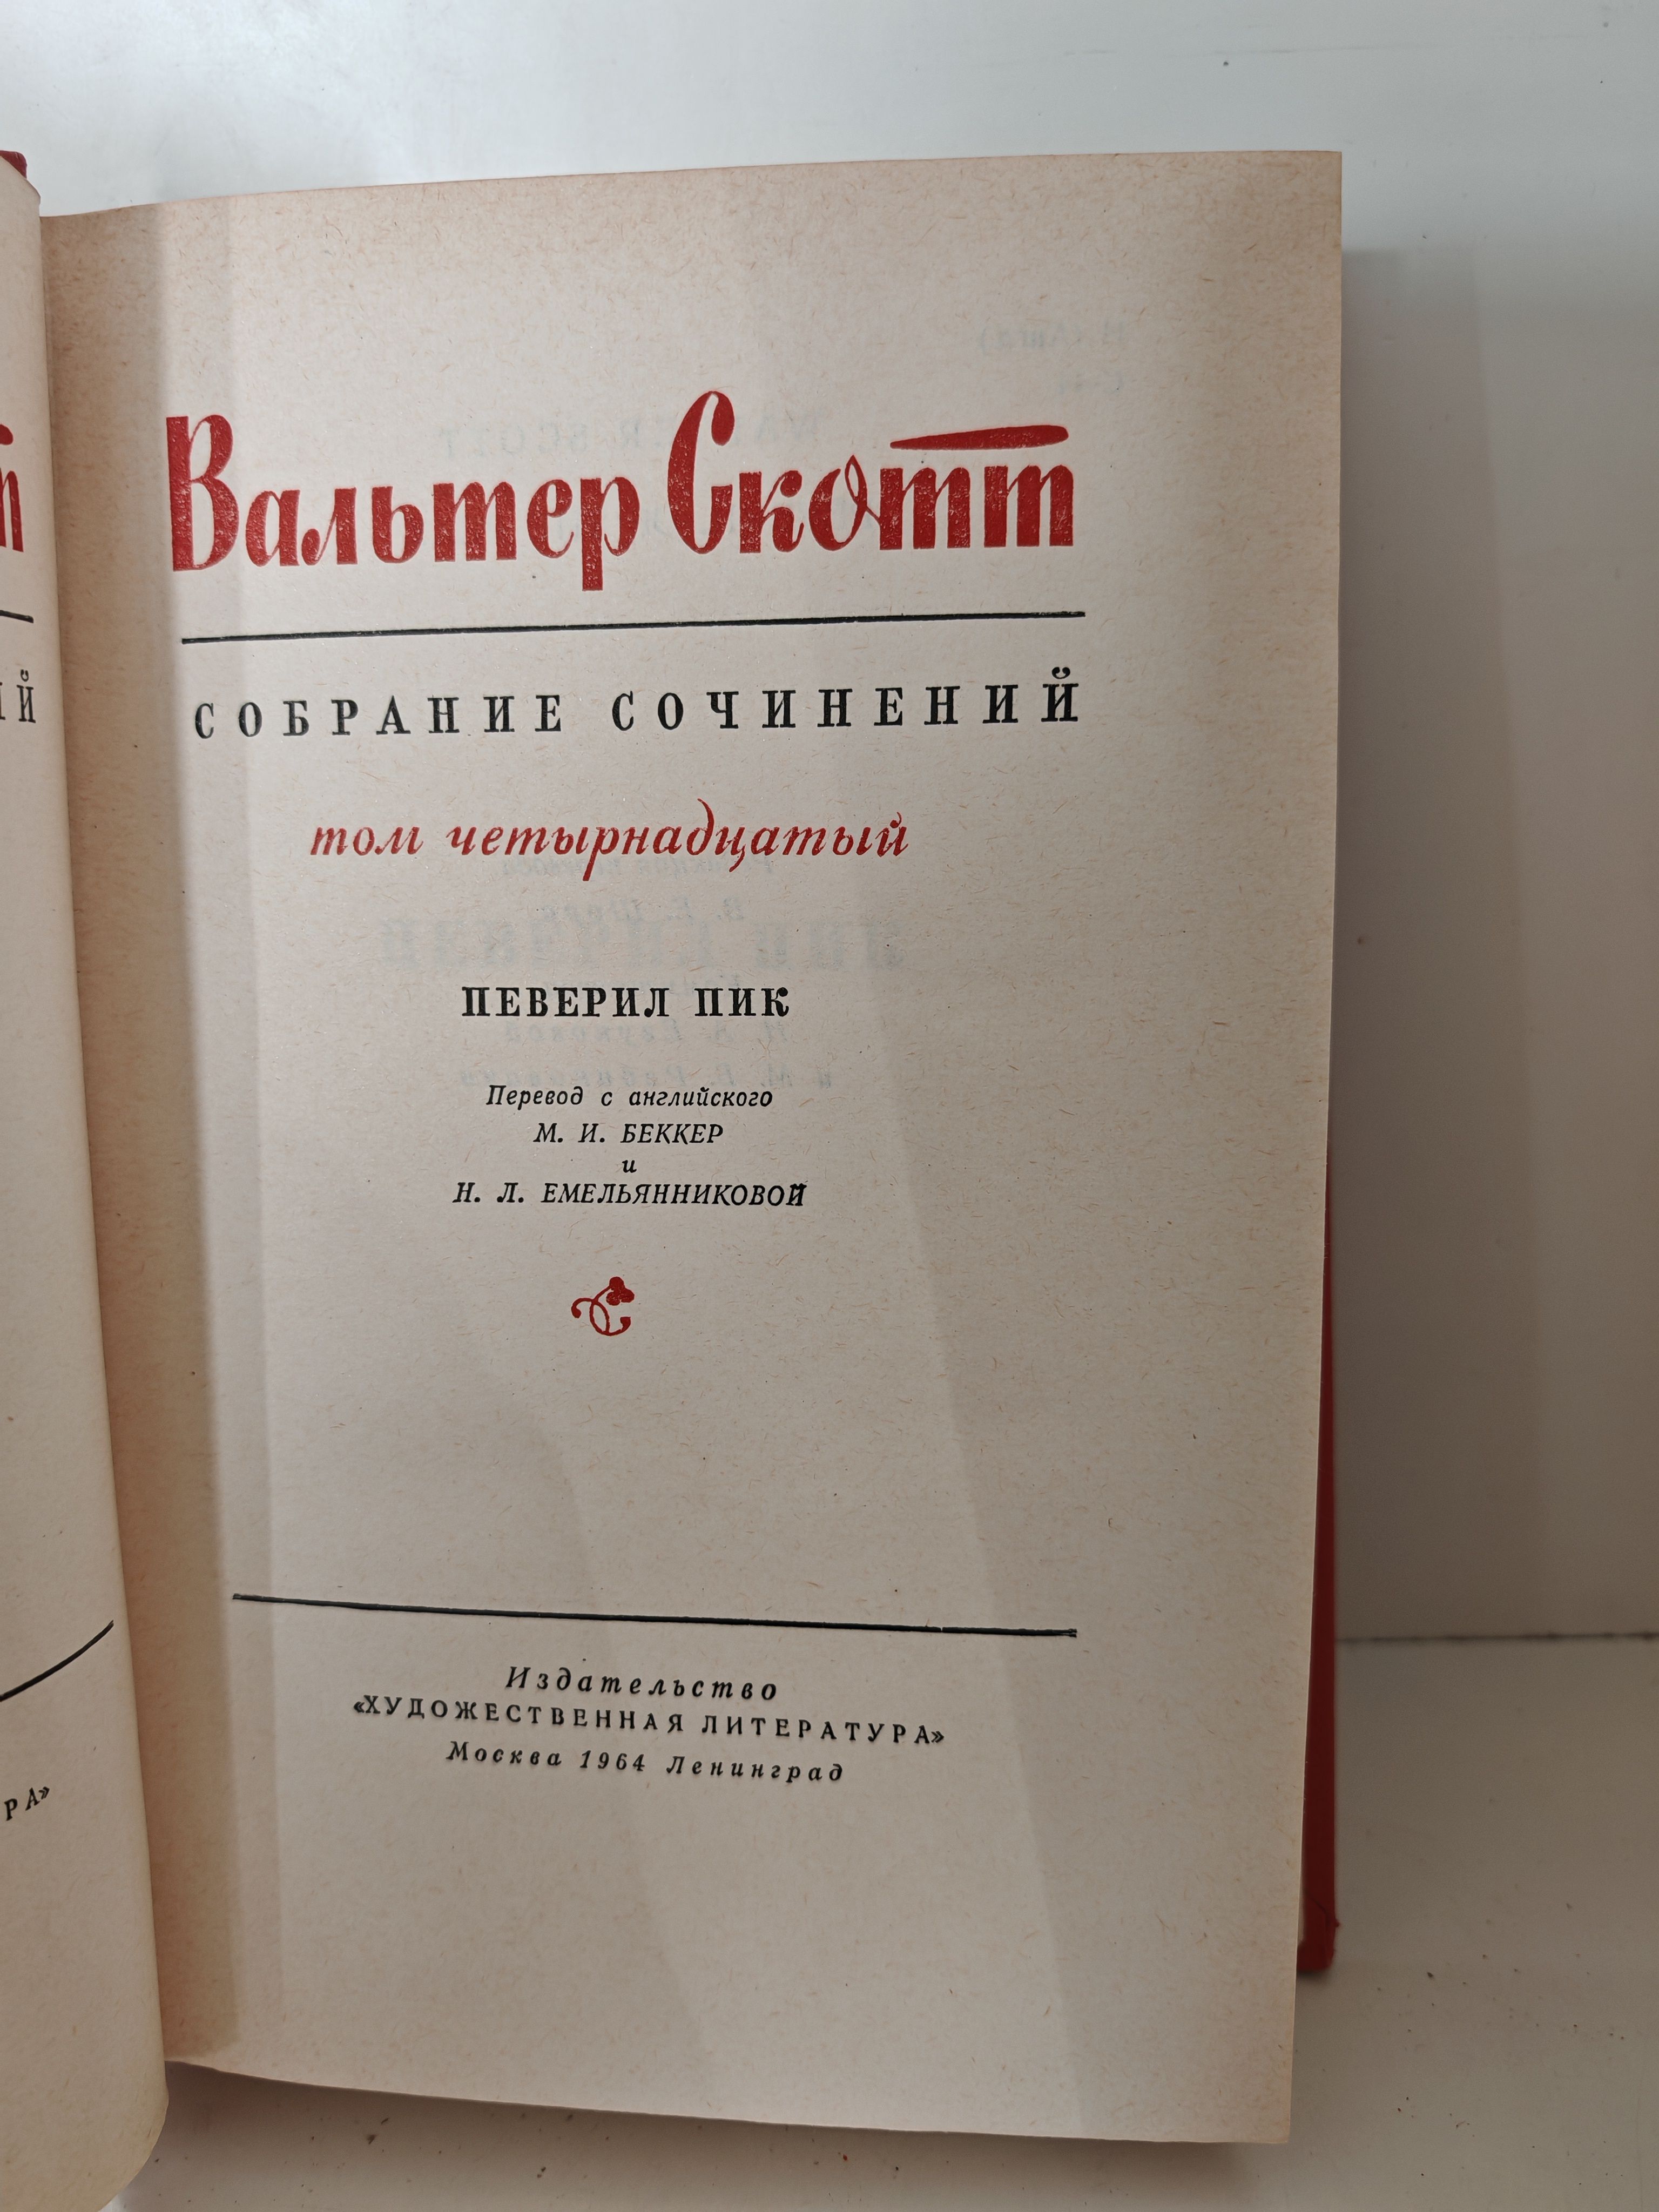 Вальтер Скотт
СОБРАНИЕ СОЧИНЕНИЙ
том четырнадцатый
ПЕВЕРИЛ ПИК
Перевод с английского
М. И. БЕККЕР
и
Н. Л. ЕМЕЛЬЯННИКОВОЙ
Издательство
«ХУДОЖЕСТВЕННАЯ ЛИТЕРАТУРА»
Москва 1964 Ленинград